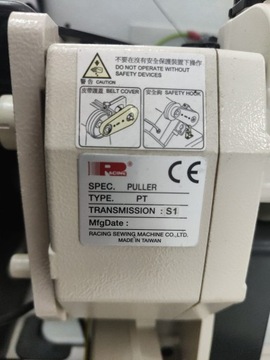 不要在沒有安全保護裝置下操作
DO NOT OPERATE WITHOUT
SAFETY DEVICES
警告 CAUTION
皮帶護蓋 BELT COVER
安全鉤 SAFETY HOOK
RACING
CE
SPEC. PULLER
TYPE. PT
TRANSMISSION : S1
MfgDate :
RACING SEWING MACHINE CO.,LTD.
MADE IN TAIWAN